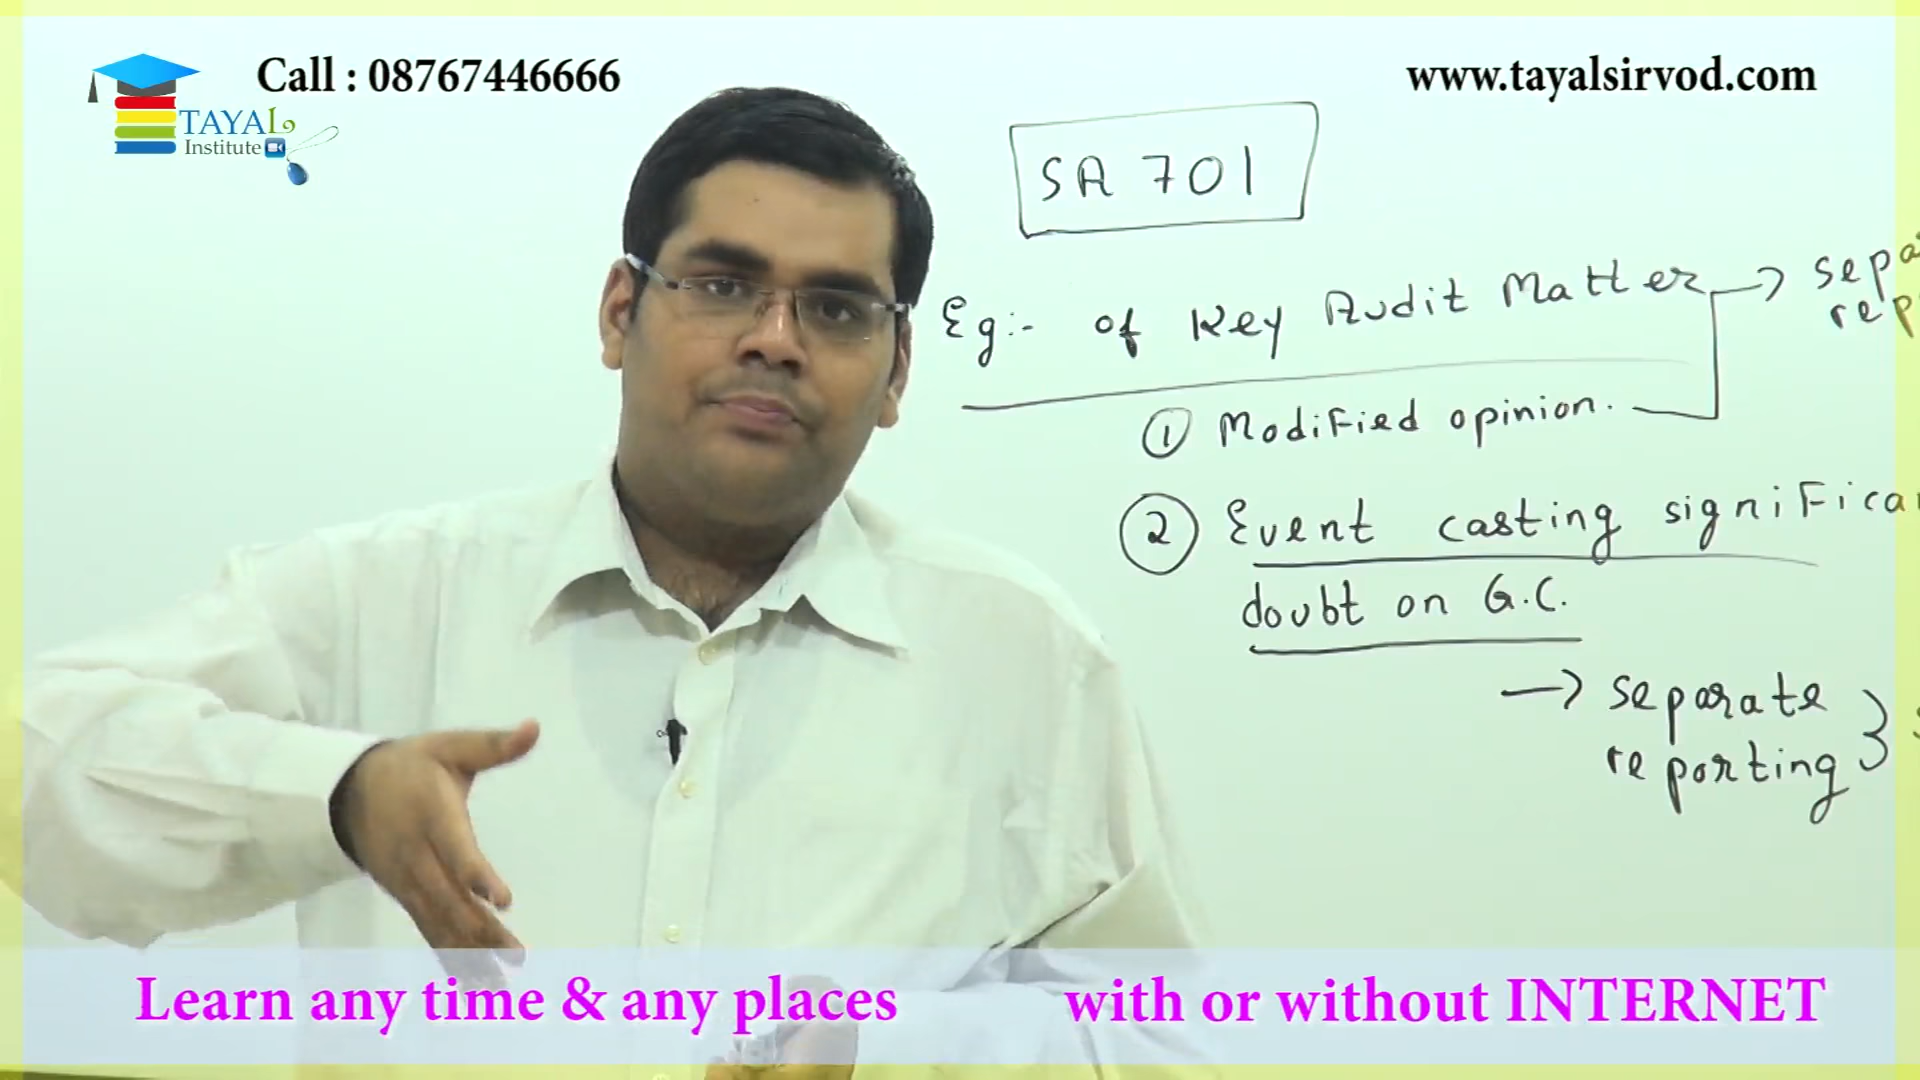 Call : 08767446666
www.tayalsirvod.com
TAYAL
Institute
SA 701
Eg:- of Key Audit Matter →
① Modified opinion.
② Event casting
doubt on G.C.
→ separate
reporting
Learn any time & any places with or without INTERNET